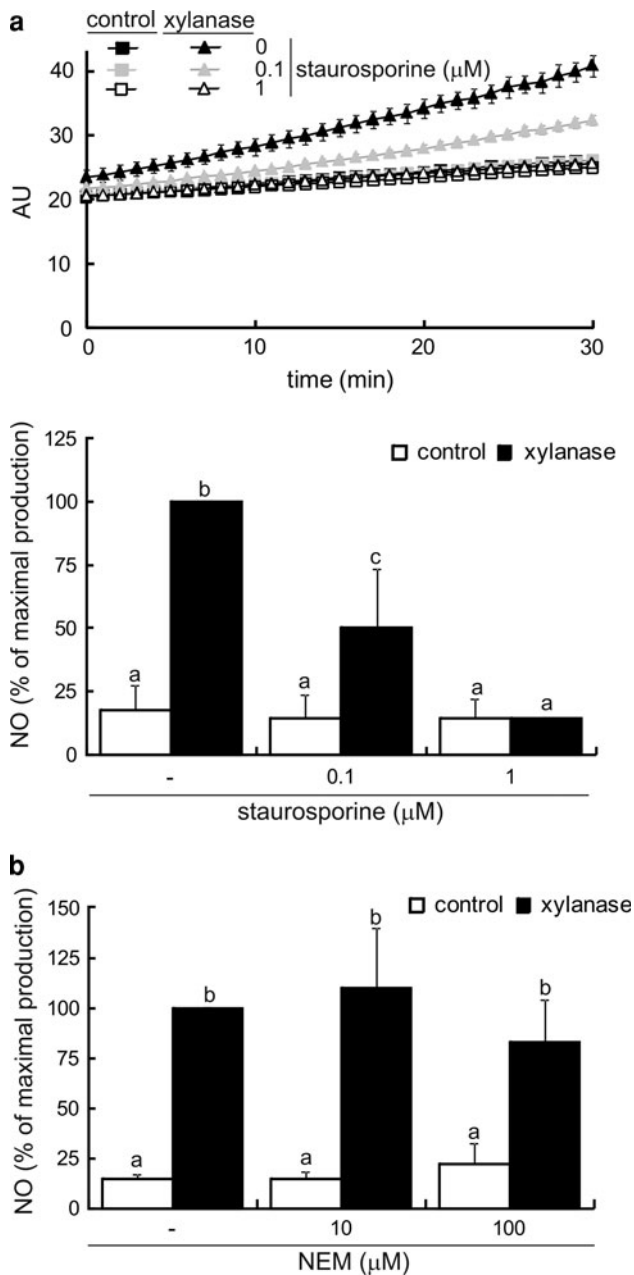 a
control xylanase
0
0.1 staurosporine (μM)
1
40
30
20
10
0
AU
0 10 20 30
time (min)
125
100
75
50
25
0
NO (% of maximal production)
control xylanase
a b a c a a
- 0.1 1
staurosporine (μM)
b
150
125
100
75
50
25
0
NO (% of maximal production)
control xylanase
a b a b a b
- 10 100
NEM (μM)